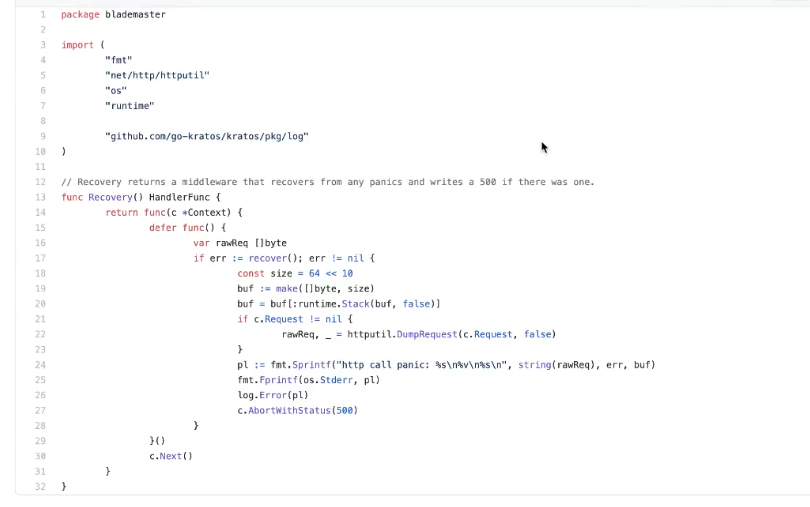 1 package blademaster
2
3 import (
4 "fmt"
5 "net/http/httputil"
6 "os"
7 "runtime"
8
9 "github.com/go-kratos/kratos/pkg/log"
10 )
11
12 // Recovery returns a middleware that recovers from any panics and writes a 500 if there was one.
13 func Recovery() HandlerFunc {
14 return func(c *Context) {
15 defer func() {
16 var rawReq []byte
17 if err := recover(); err != nil {
18 const size = 64 << 10
19 buf := make([]byte, size)
20 buf = buf[:runtime.Stack(buf, false)]
21 if c.Request != nil {
22 rawReq, _ = httputil.DumpRequest(c.Request, false)
23 }
24 pl := fmt.Sprintf("http call panic: %s\n%v\n%s\n", string(rawReq), err, buf)
25 fmt.Fprintf(os.Stderr, pl)
26 log.Error(pl)
27 c.AbortWithStatus(500)
28 }
29 }()
30 c.Next()
31 }
32 }